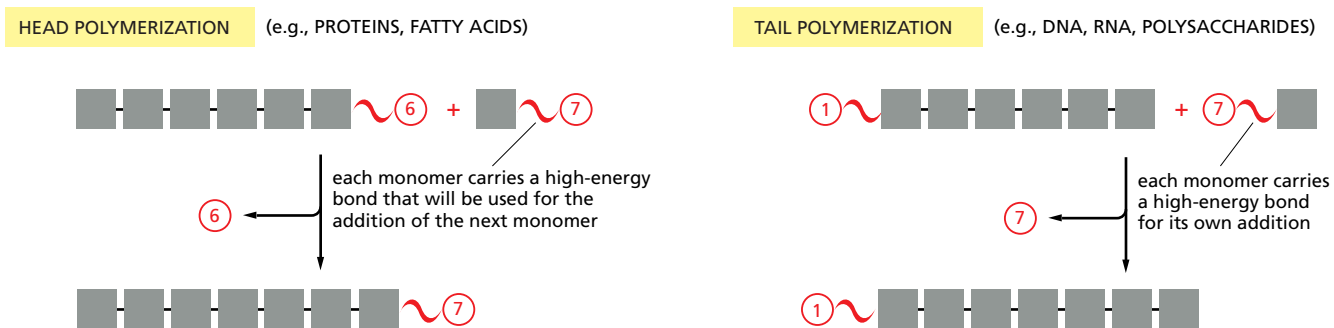 HEAD POLYMERIZATION (e.g., PROTEINS, FATTY ACIDS)
6 + 7
each monomer carries a high-energy
bond that will be used for the
addition of the next monomer
6
7
TAIL POLYMERIZATION (e.g., DNA, RNA, POLYSACCHARIDES)
1 + 7
each monomer carries
a high-energy bond
for its own addition
7
1